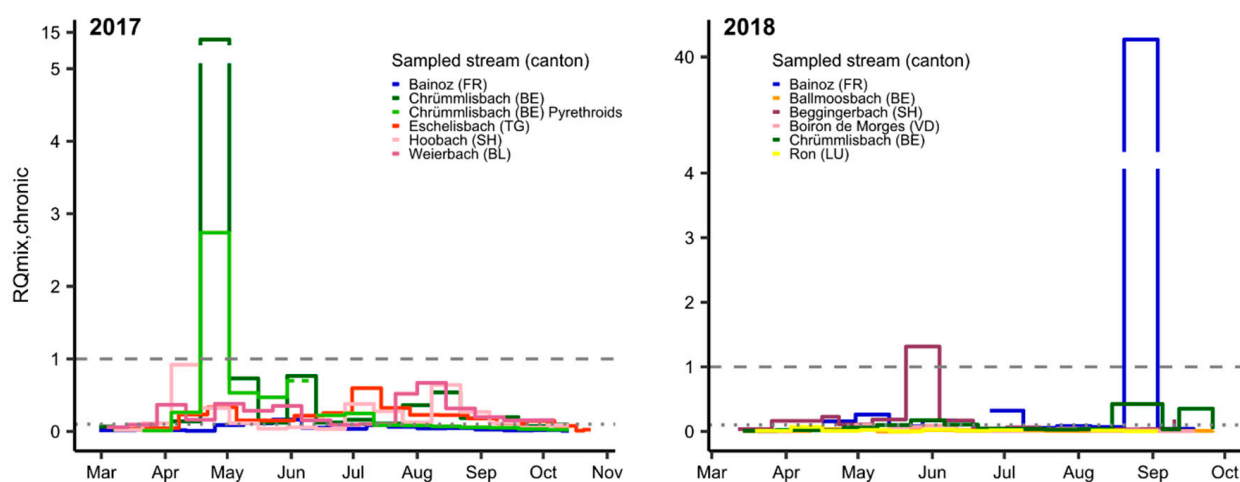 2017
15
5
4
3
2
1
0
RQmix,chronic
Sampled stream (canton)
Bainoz (FR)
Chrümmlisbach (BE)
Chrümmlisbach (BE) Pyrethroids
Eschelisbach (TG)
Hoobach (SH)
Weierbach (BL)
Mar Apr May Jun Jul Aug Sep Oct Nov
2018
40
4
3
2
1
0
Sampled stream (canton)
Bainoz (FR)
Ballmoosbach (BE)
Beggingerbach (SH)
Boiron de Morges (VD)
Chrümmlisbach (BE)
Ron (LU)
Mar Apr May Jun Jul Aug Sep Oct